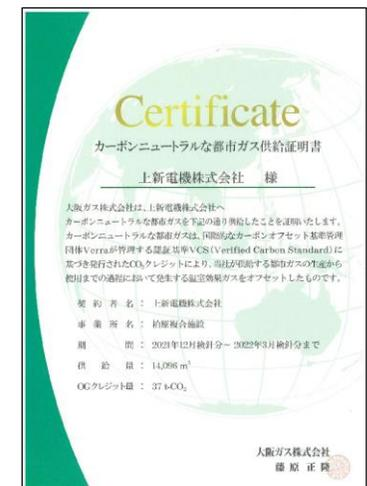 Certificate
カーボンニュートラルな都市ガス供給証明書
上新電機株式会社 様
大阪ガス株式会社は、上新電機株式会社へ
カーボンニュートラルな都市ガスを下記の通り供給したことを証明いたします。
カーボンニュートラルな都市ガスは、国際的なカーボンオフセット基準管理
団体Verraが管理する認証基準VCS(Verified Carbon Standard)に
基づき発行されたCO₂クレジットにより、当社が供給する都市ガスの生産から
使用までの過程において発生する温室効果ガスをオフセットしたものです。
契約者名：上新電機株式会社
事業所名：柏原複合施設
期間：2021年12月検針分～2022年3月検針分まで
供給量：14,096 m³
OGクレジット量：37 t-CO₂
大阪ガス株式会社
藤原 正隆